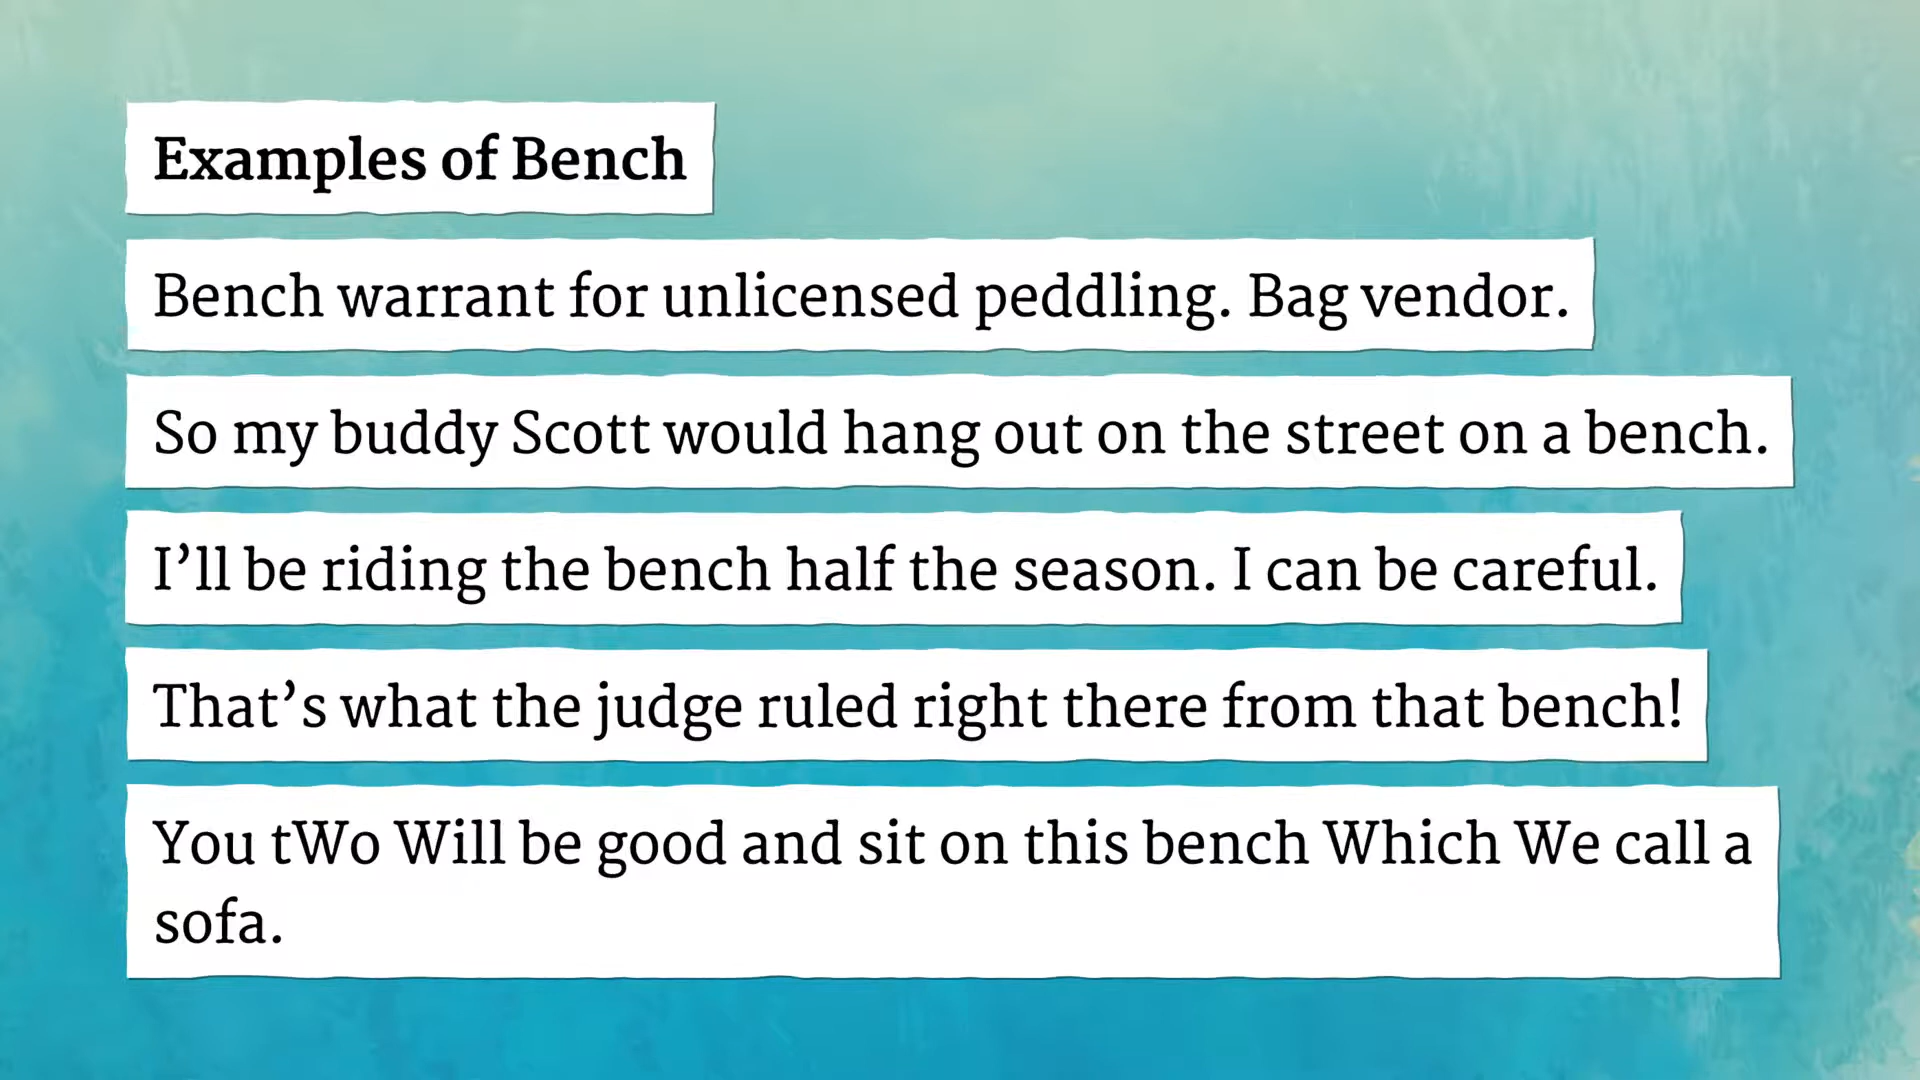 Examples of Bench
Bench warrant for unlicensed peddling. Bag vendor.
So my buddy Scott would hang out on the street on a bench.
I’ll be riding the bench half the season. I can be careful.
That’s what the judge ruled right there from that bench!
You tWo Will be good and sit on this bench Which We call a
sofa.